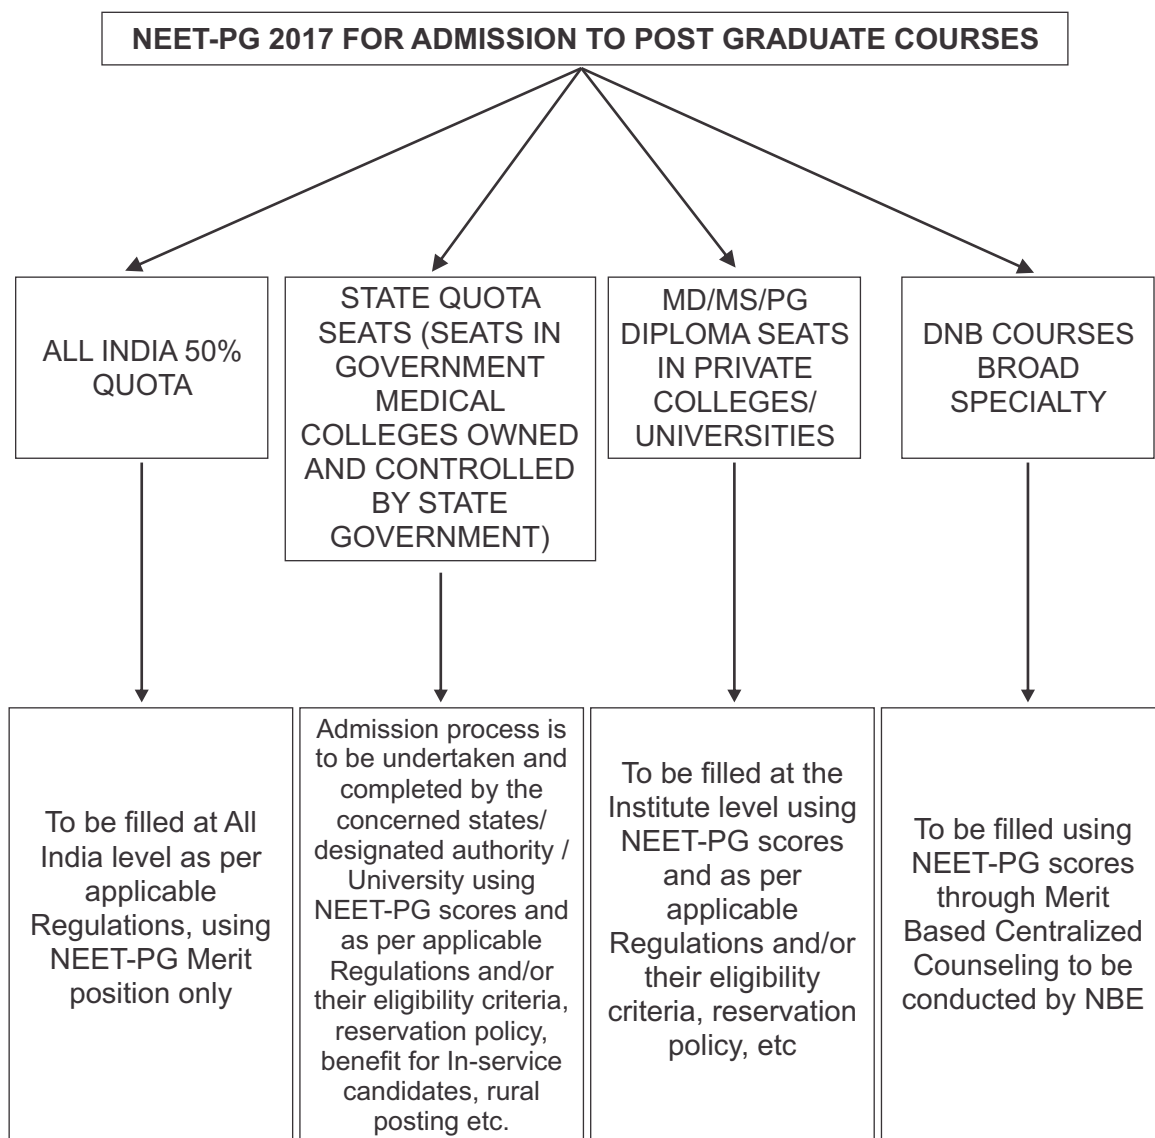 NEET-PG 2017 FOR ADMISSION TO POST GRADUATE COURSES
ALL INDIA 50%
QUOTA
STATE QUOTA
SEATS (SEATS IN
GOVERNMENT
MEDICAL
COLLEGES OWNED
AND CONTROLLED
BY STATE
GOVERNMENT)
MD/MS/PG
DIPLOMA SEATS
IN PRIVATE
COLLEGES/
UNIVERSITIES
DNB COURSES
BROAD
SPECIALTY
To be filled at All
India level as per
applicable
Regulations, using
NEET-PG Merit
position only
Admission process is
to be undertaken and
completed by the
concerned states/
designated authority /
University using
NEET-PG scores and
as per applicable
Regulations and/or
their eligibility criteria,
reservation policy,
benefit for In-service
candidates, rural
posting etc.
To be filled at the
Institute level using
NEET-PG scores
and as per
applicable
Regulations and/or
their eligibility
criteria, reservation
policy, etc
To be filled using
NEET-PG scores
through Merit
Based Centralized
Counseling to be
conducted by NBE